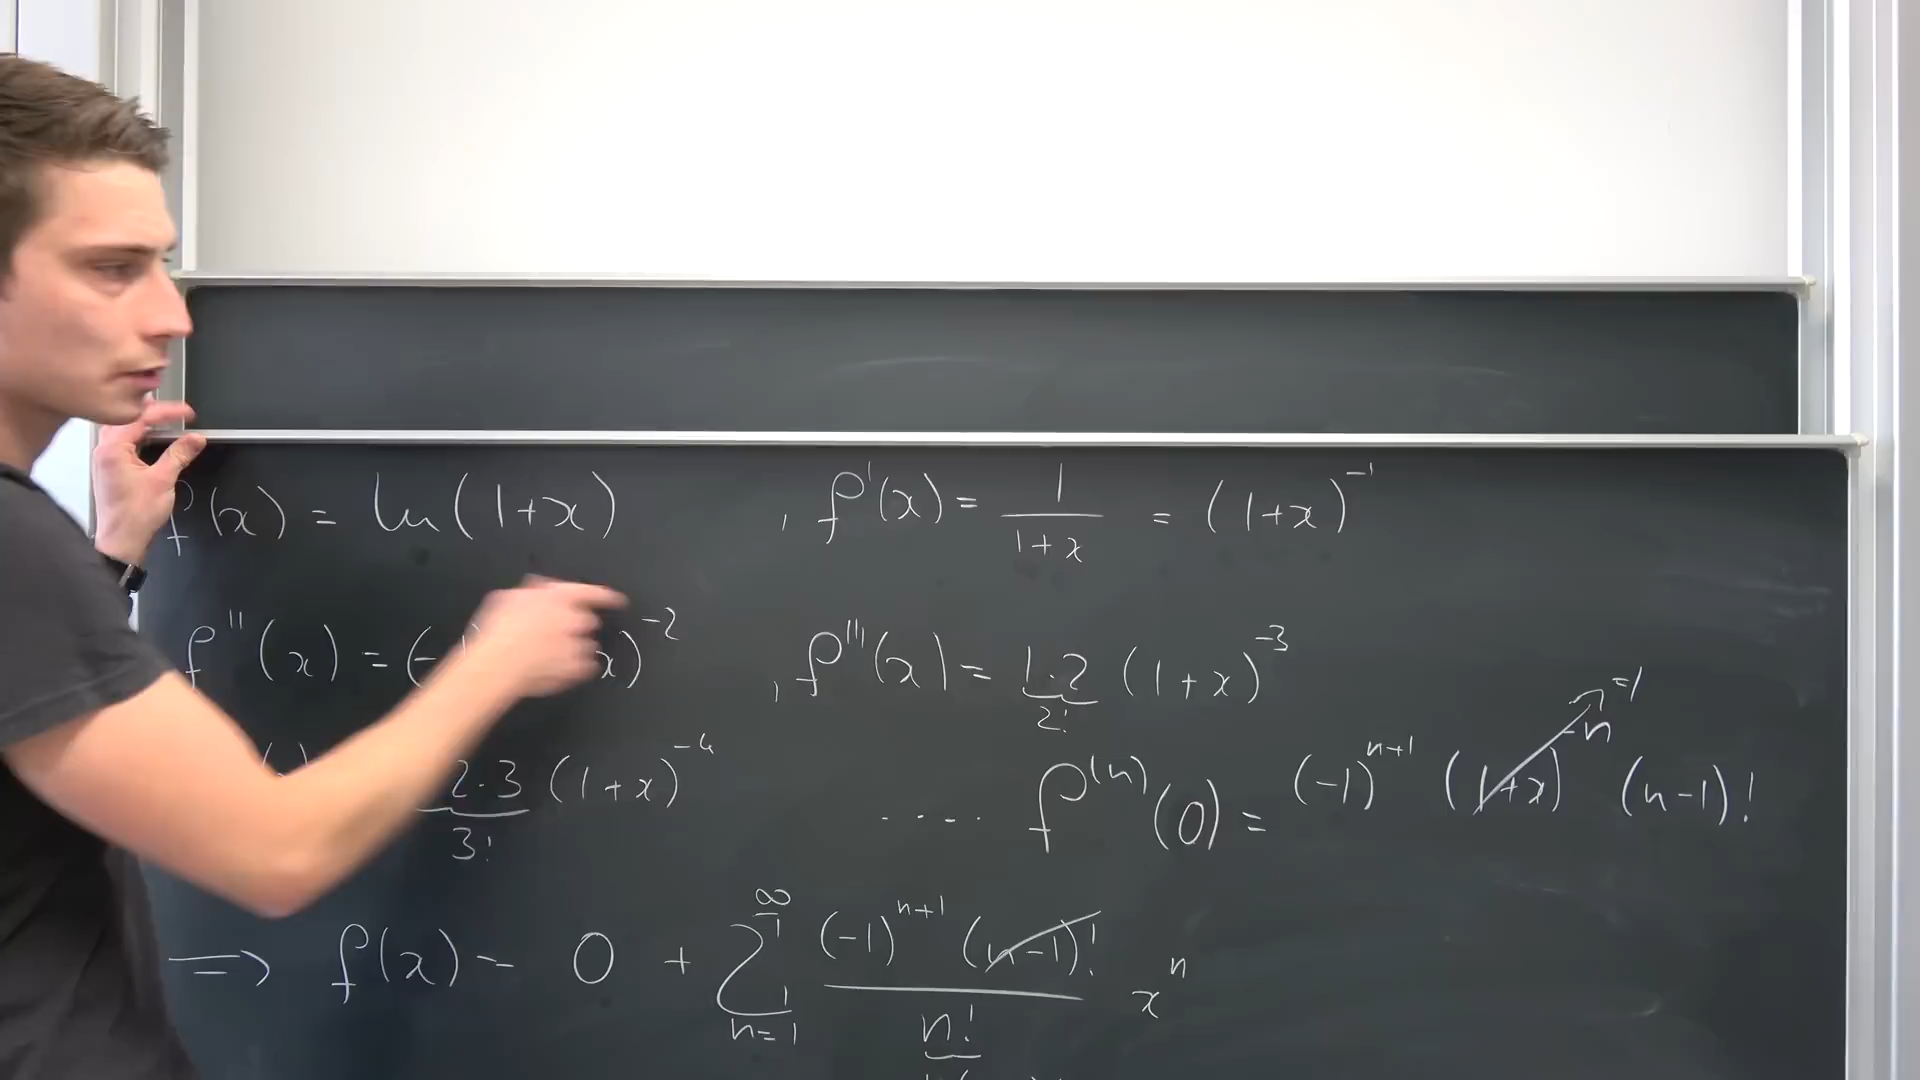 f(x) = ln(1+x) , f'(x) = 1/(1+x) = (1+x)^-1
f''(x) = (-1) x)^-2 , f'''(x) = 1·2 (1+x)^-3
2!
=1
2·3 (1+x)^-4 ..... f^(n)(0) = (-1)^n+1 (1+x)^-n (n-1)!
3!
⇒ f(x) ~ 0 + ∑_{n=1}^∞ (-1)^n+1 (n-1)! / n! x^n